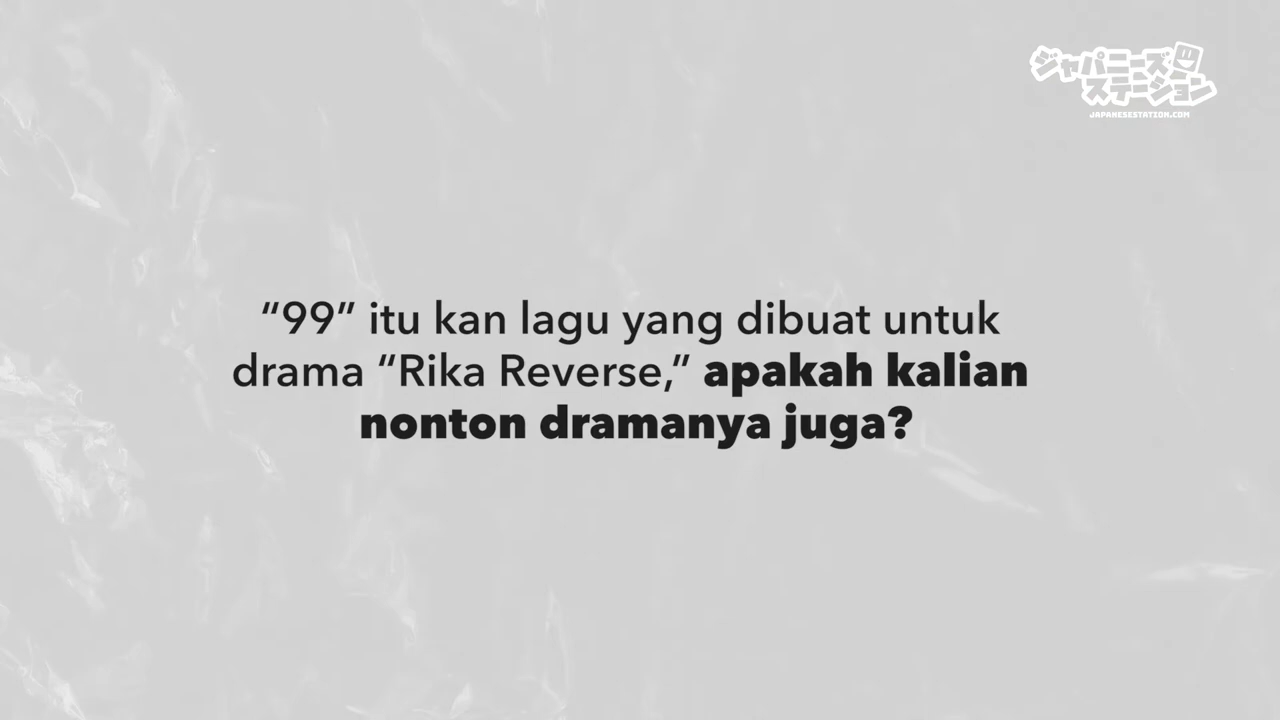 ジャパニーズ
ステーション
JAPANESESTATION.COM
“99” itu kan lagu yang dibuat untuk
drama “Rika Reverse,” apakah kalian
nonton dramanya juga?